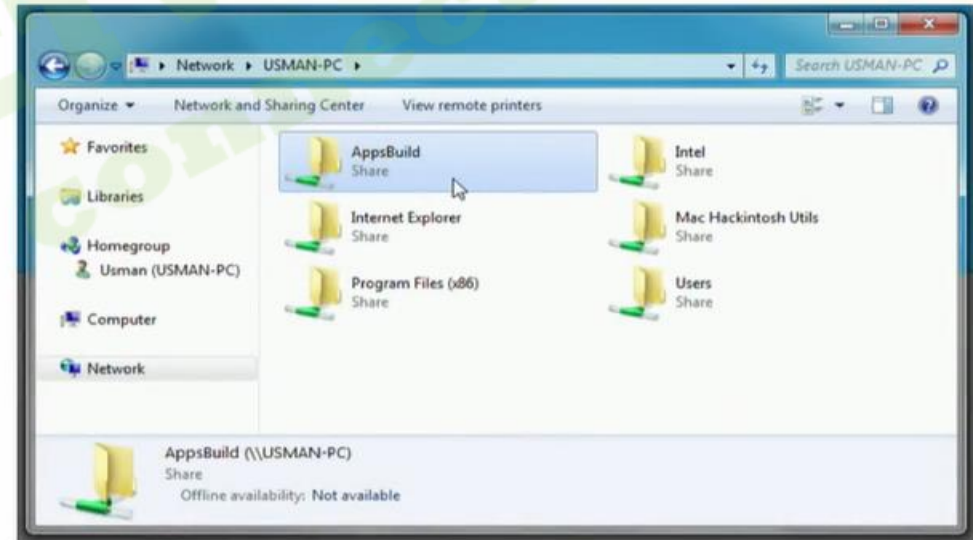 Network ▸ USMAN-PC ▸
Search USMAN-PC
Organize ▾ Network and Sharing Center View remote printers
Favorites
Libraries
Homegroup
Usman (USMAN-PC)
Computer
Network
AppsBuild
Share
Intel
Share
Internet Explorer
Share
Mac Hackintosh Utils
Share
Program Files (x86)
Share
Users
Share
AppsBuild (\\USMAN-PC)
Share
Offline availability: Not available
connec